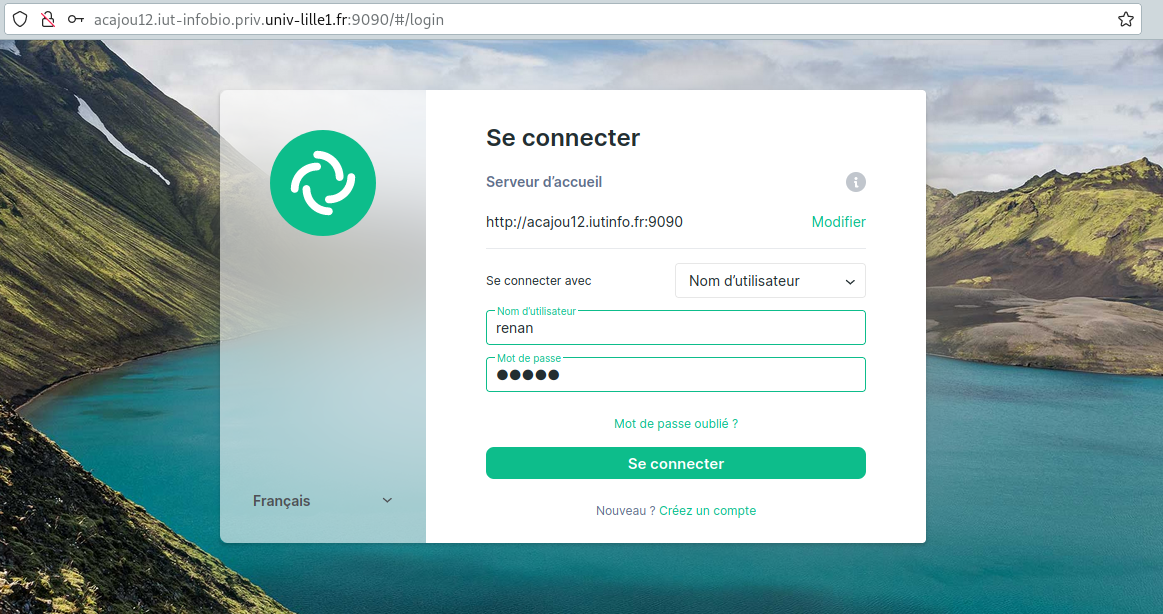 acajou12.iut-infobio.priv.univ-lille1.fr:9090/#/login
Se connecter
Serveur d’accueil
http://acajou12.iutinfo.fr:9090 Modifier
Se connecter avec Nom d’utilisateur
Nom d’utilisateur
renan
Mot de passe
●●●●●
Mot de passe oublié ?
Se connecter
Français
Nouveau ? Créez un compte